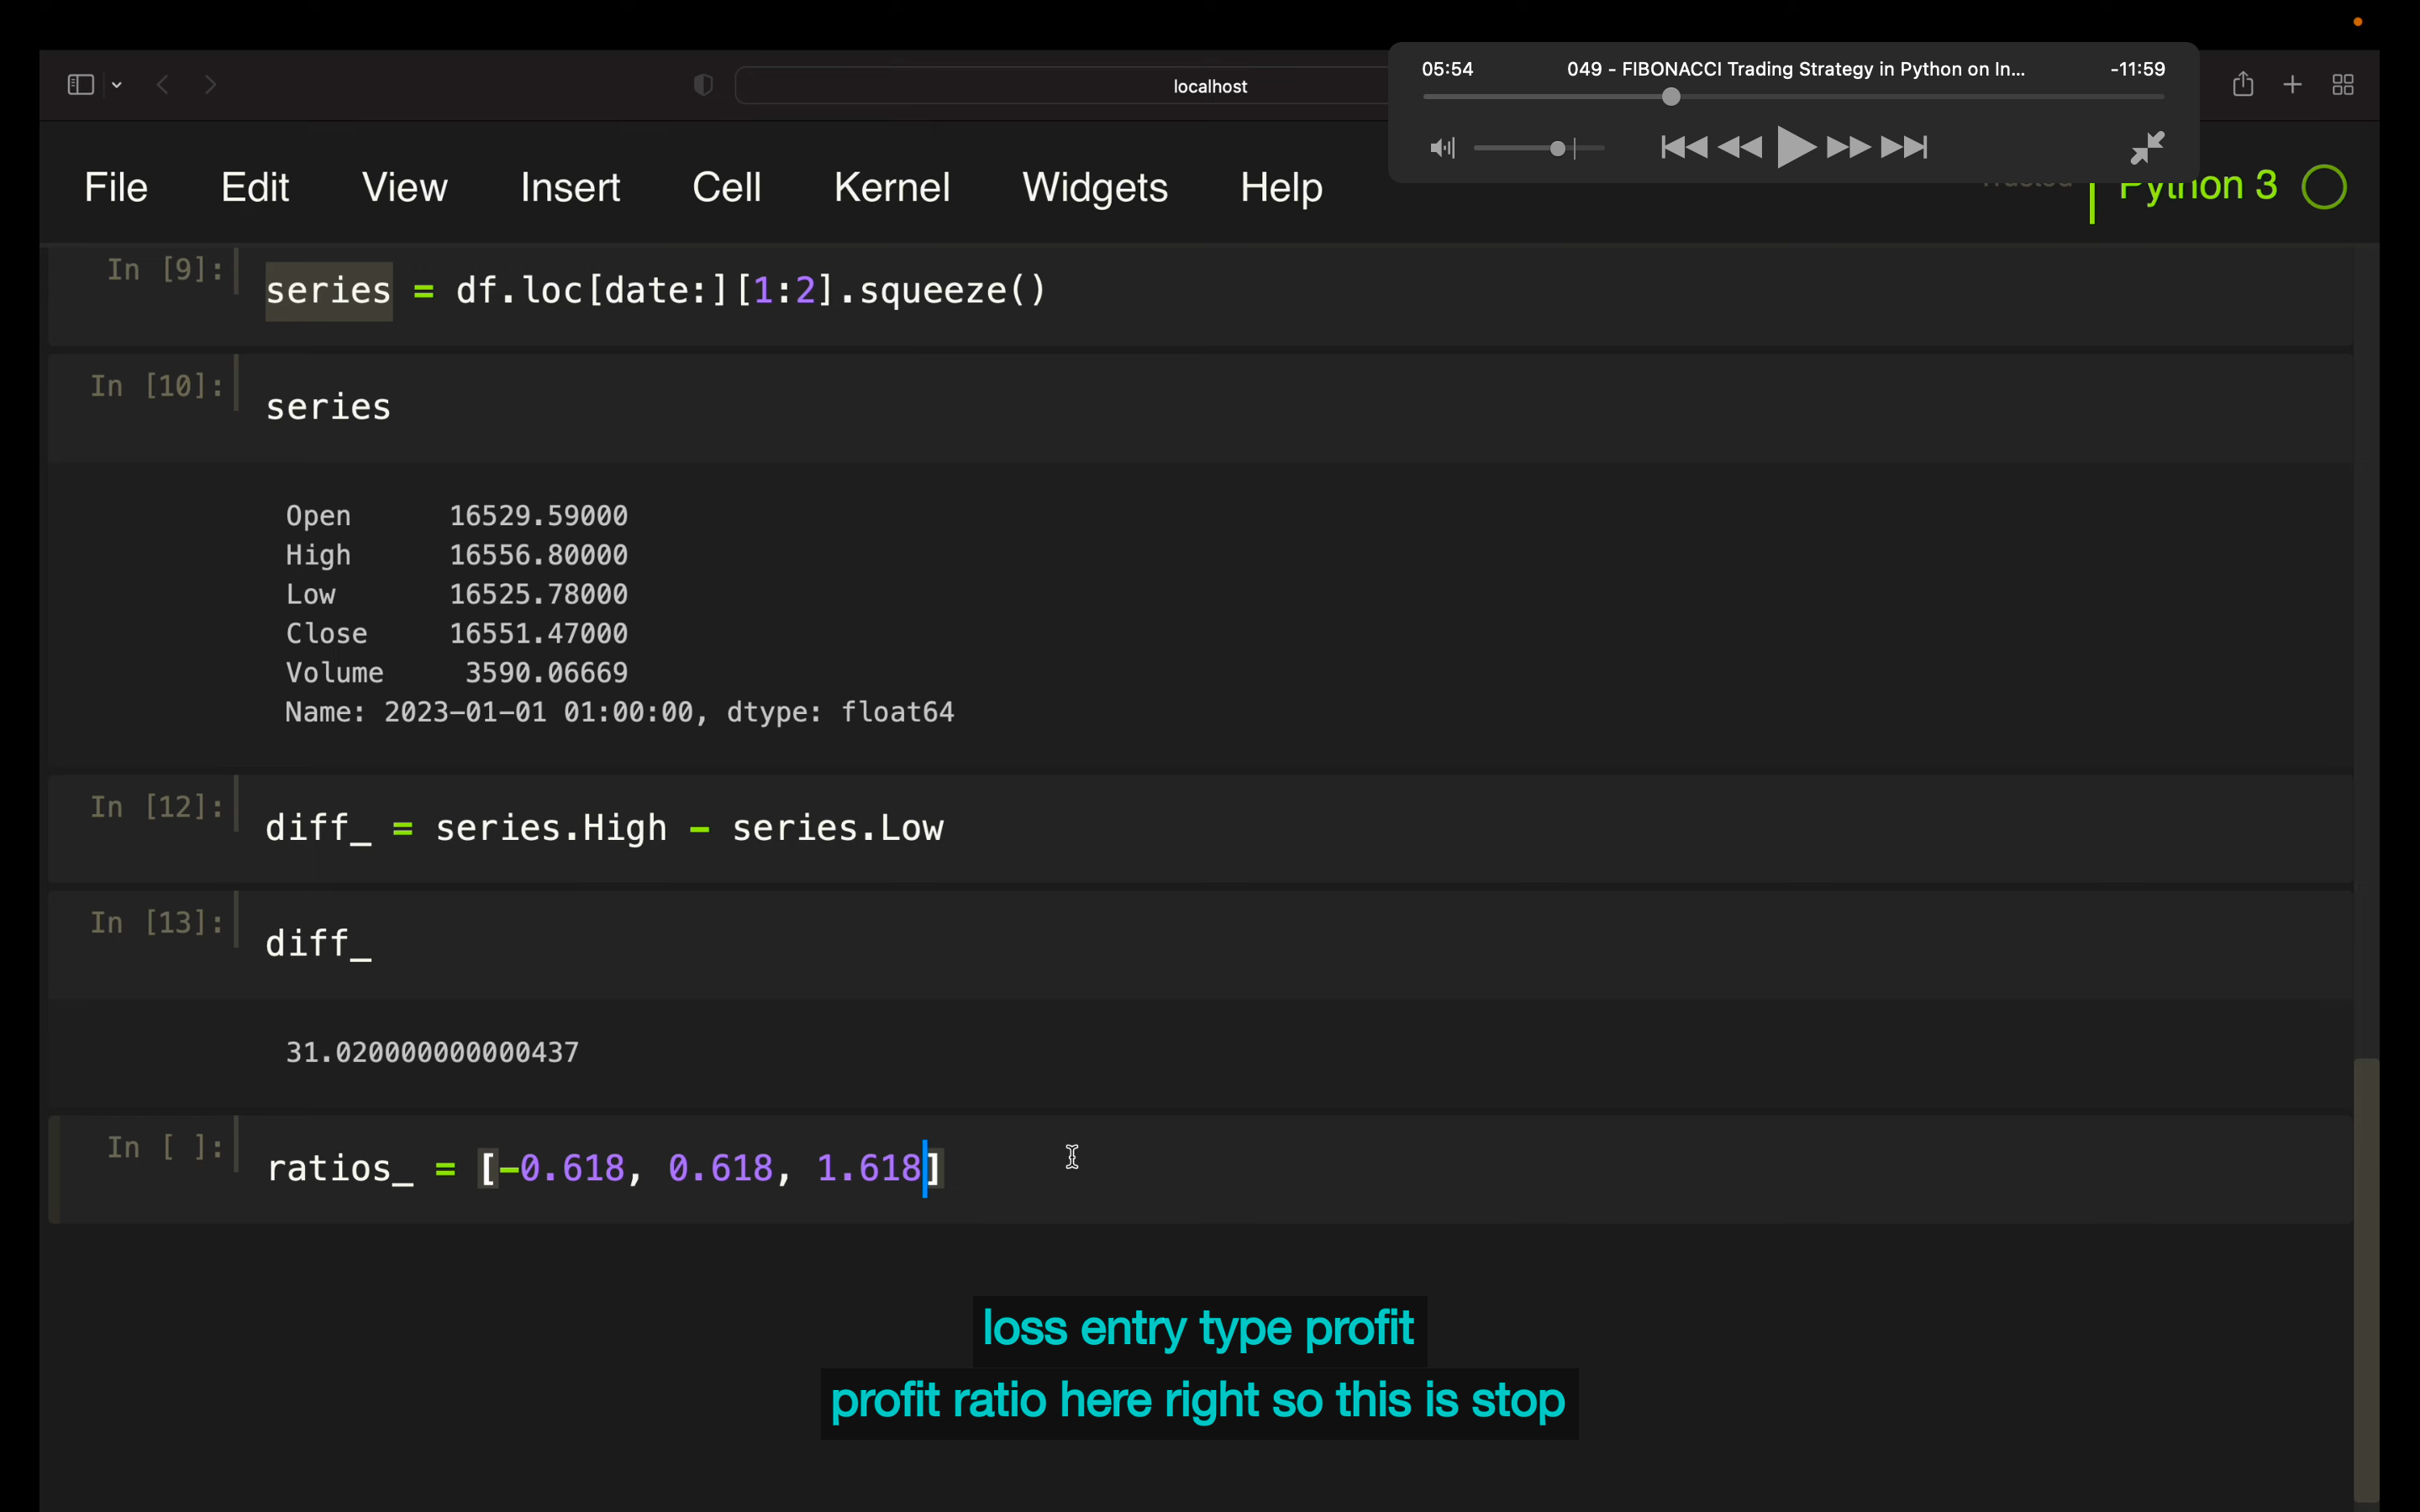 05:54 049 - FIBONACCI Trading Strategy in Python on In... -11:59
localhost
File Edit View Insert Cell Kernel Widgets Help Python 3
In [9]: series = df.loc[date:][1:2].squeeze()
In [10]: series
Open 16529.59000
High 16556.80000
Low 16525.78000
Close 16551.47000
Volume 3590.06669
Name: 2023-01-01 01:00:00, dtype: float64
In [12]: diff_ = series.High - series.Low
In [13]: diff_
31.020000000000437
In [ ]: ratios_ = [-0.618, 0.618, 1.618]
loss entry type profit
profit ratio here right so this is stop